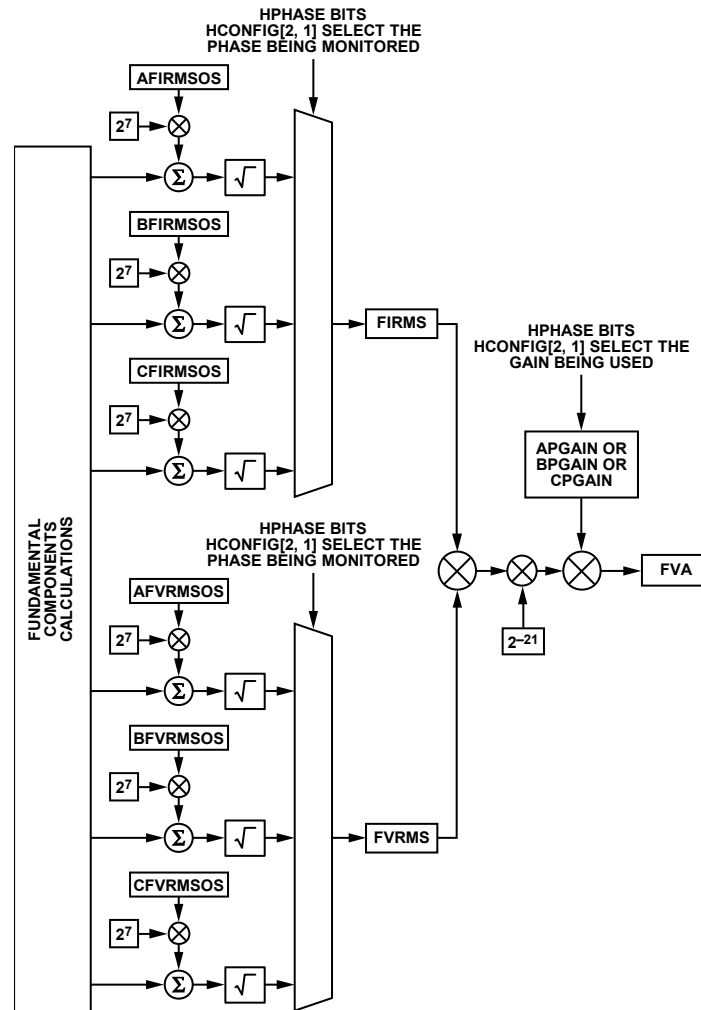 HPHASE BITS
HCONFIG[2, 1] SELECT THE
PHASE BEING MONITORED
AFIRMSOS
2⁷
Σ
√
BFIRMSOS
2⁷
Σ
√
FIRMS
CFIRMSOS
2⁷
Σ
√
HPHASE BITS
HCONFIG[2, 1] SELECT THE
GAIN BEING USED
APGAIN OR
BPGAIN OR
CPGAIN
FUNDAMENTAL
COMPONENTS
CALCULATIONS
HPHASE BITS
HCONFIG[2, 1] SELECT THE
PHASE BEING MONITORED
FVA
2⁻²¹
AFVRMSOS
2⁷
Σ
√
BFVRMSOS
2⁷
Σ
√
FVRMS
CFVRMSOS
2⁷
Σ
√